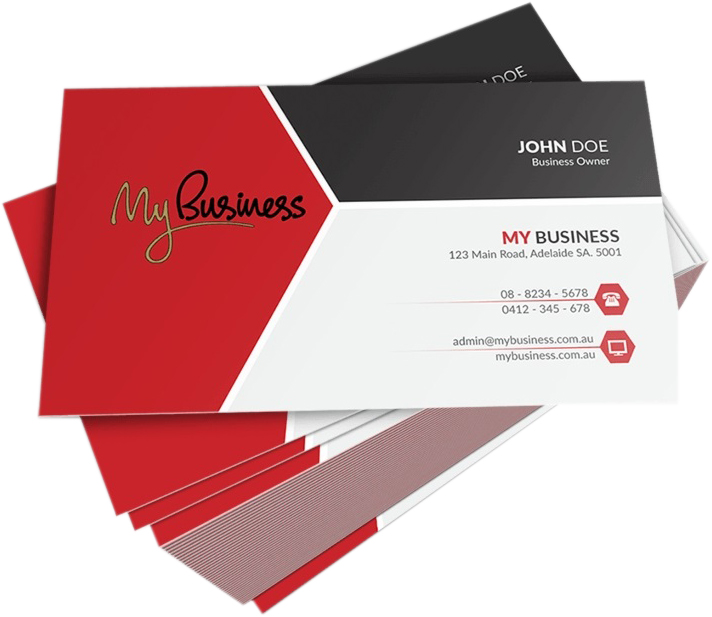 My Business
JOHN DOE
Business Owner
MY BUSINESS
123 Main Road, Adelaide SA. 5001
08 - 8234 - 5678
0412 - 345 - 678
admin@mybusiness.com.au
mybusiness.com.au
DOE